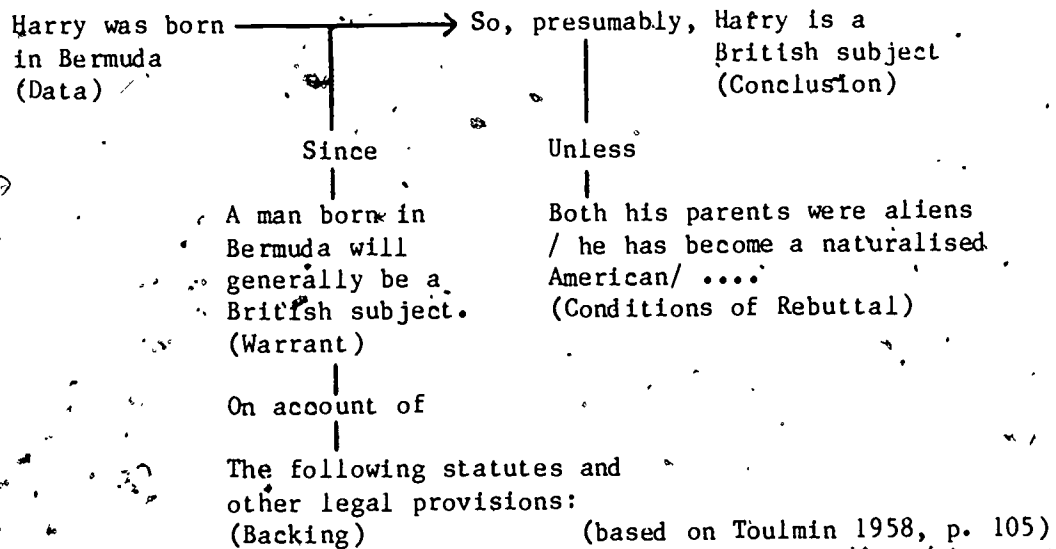 Harry was born
in Bermuda
(Data)
So, presumably, Harry is a
British subject
(Conclusion)
Since
A man born in
Bermuda will
generally be a
British subject.
(Warrant)
On account of
The following statutes and
other legal provisions:
(Backing)
Unless
Both his parents were aliens
/ he has become a naturalised
American/ ....
(Conditions of Rebuttal)
(based on Toulmin 1958, p. 105)